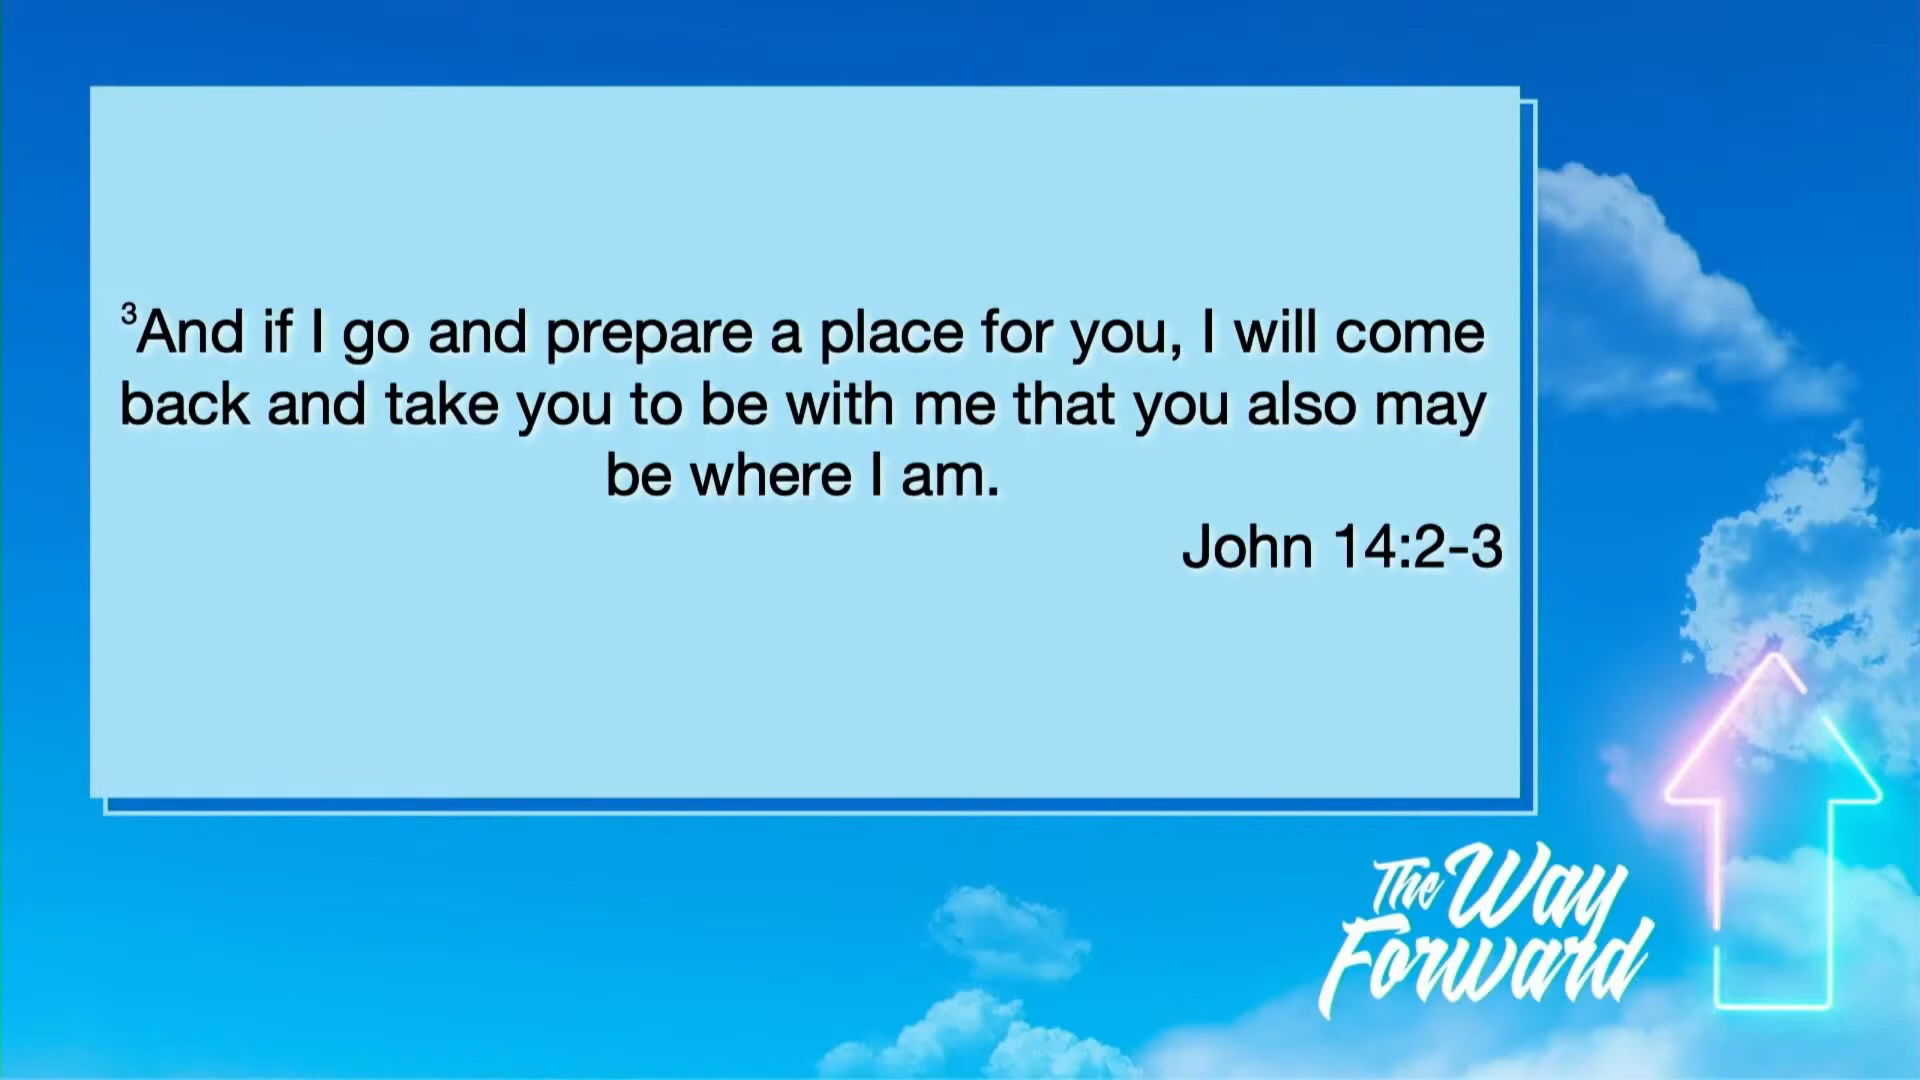 ³And if I go and prepare a place for you, I will come
back and take you to be with me that you also may
be where I am.
John 14:2-3
The Way
Forward